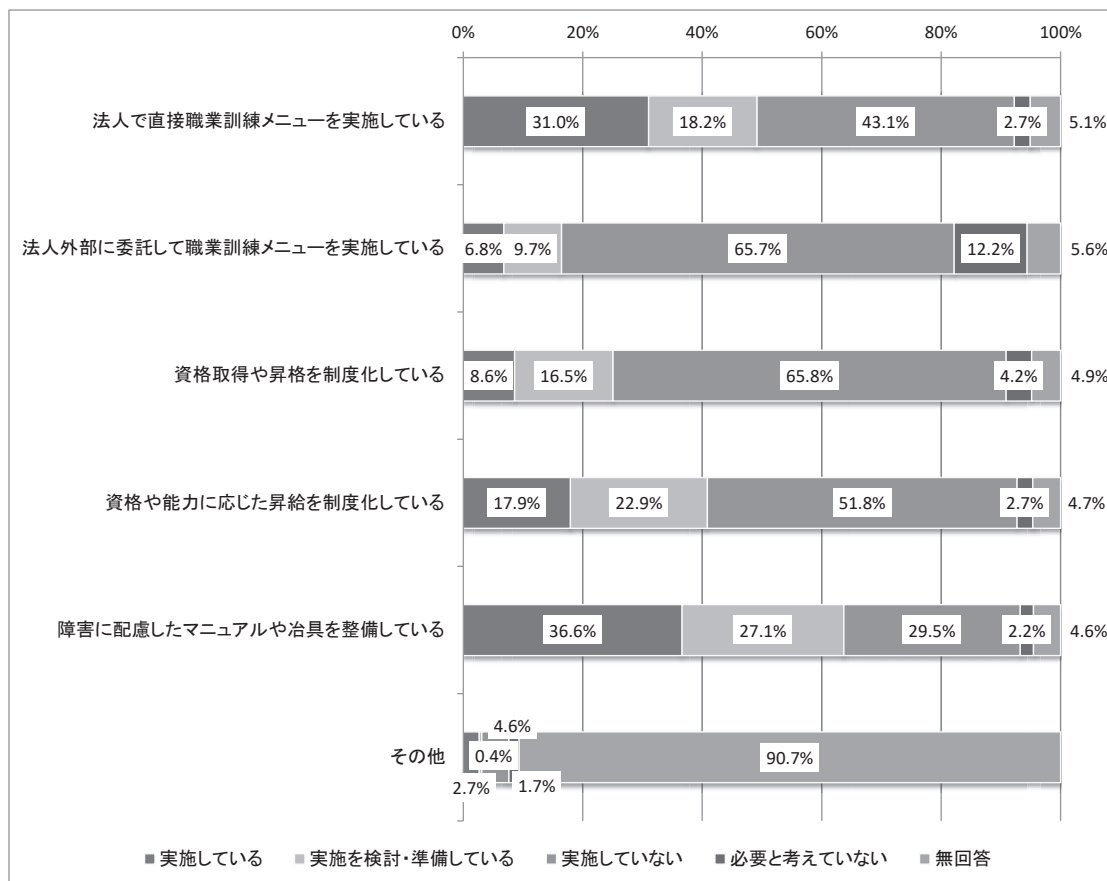 0% 20% 40% 60% 80% 100%
法人で直接職業訓練メニューを実施している 31.0% 18.2% 43.1% 2.7% 5.1%
法人外部に委託して職業訓練メニューを実施している 6.8% 9.7% 65.7% 12.2% 5.6%
資格取得や昇格を制度化している 8.6% 16.5% 65.8% 4.2% 4.9%
資格や能力に応じた昇給を制度化している 17.9% 22.9% 51.8% 2.7% 4.7%
障害に配慮したマニュアルや冶具を整備している 36.6% 27.1% 29.5% 2.2% 4.6%
4.6%
その他 0.4% 90.7%
2.7% 1.7%
実施している 実施を検討・準備している 実施していない 必要と考えていない 無回答